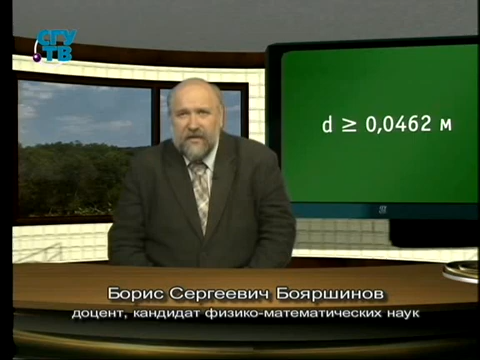 СГУ
ТВ
d ≥ 0,0462 м
Борис Сергеевич Бояршинов
доцент, кандидат физико-математических наук